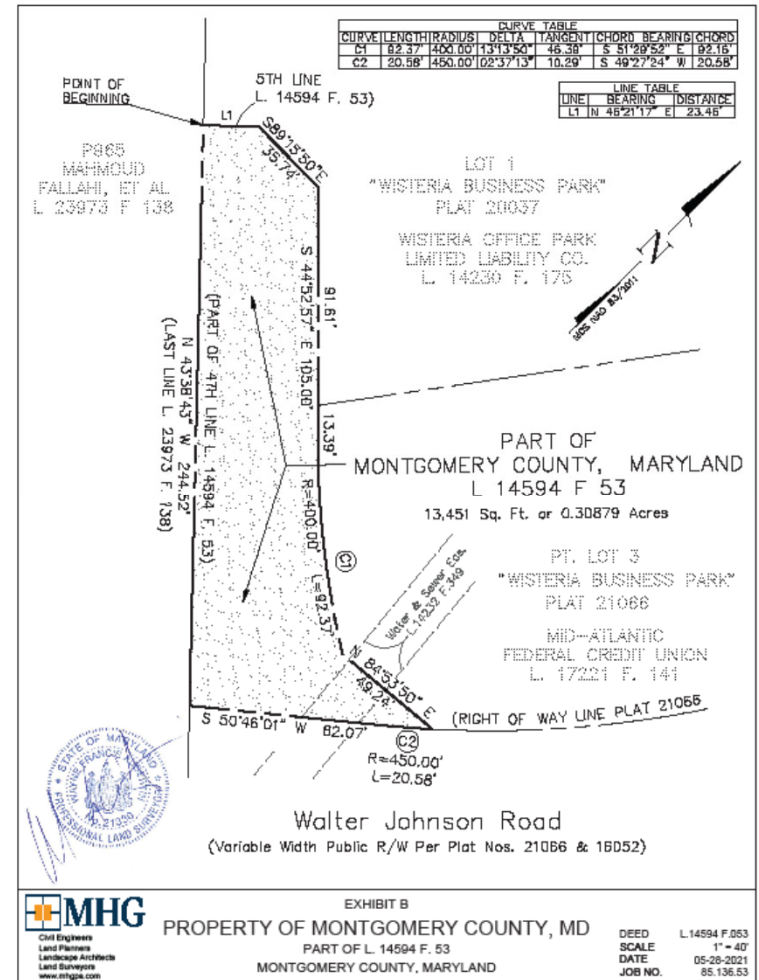 CURVE TABLE
CURVE LENGTH RADIUS DELTA TANGENT CHORD BEARING CHORD
C1 92.37' 400.00' 13°13'50" 46.39' S 51°29'52" E 92.16'
C2 20.58' 450.00' 02°37'13" 10.29' S 49°27'24" W 20.58'
LINE TABLE
LINE BEARING DISTANCE
L1 N 46°21'17" E 23.46'
POINT OF
BEGINNING
5TH LINE
L. 14594 F. 53)
L1
S89°15'50"E
35.74'
P965
MAHMOUD
FALLAHI, ET AL
L 23973 F 138
LOT 1
"WISTERIA BUSINESS PARK"
PLAT 20037
WISTERIA OFFICE PARK
LIMITED LIABILITY CO.
L. 14230 F. 175
MDS NAD 83/2011
S 44°52'57" E 105.00'
91.61'
13.39'
(PART OF 47H LINE L. 14594 F. 53)
N 43°38'43" W 244.52'
(LAST LINE L. 23973 F. 138)
PART OF
MONTGOMERY COUNTY, MARYLAND
L 14594 F 53
13,451 Sq. Ft. or 0.30879 Acres
R=400.00'
L=92.37'
C1
Water & Sewer Ese.
L.14232 F.349
PT. LOT 3
"WISTERIA BUSINESS PARK"
PLAT 21066
MID-ATLANTIC
FEDERAL CREDIT UNION
L. 17221 F. 141
N 84°53'50" E
49.24'
(RIGHT OF WAY LINE PLAT 21066
S 50°46'01" W 82.07'
C2
R=450.00'
L=20.58'
STATE OF MARYLAND
WAYNE FRANCIS
No. 21330
PROFESSIONAL LAND SURVEYOR
Walter Johnson Road
(Variable Width Public R/W Per Plat Nos. 21066 & 16052)
MHG
Civil Engineers
Land Planners
Landscape Architects
Land Surveyors
www.mhgpa.com
EXHIBIT B
PROPERTY OF MONTGOMERY COUNTY, MD
PART OF L. 14594 F. 53
MONTGOMERY COUNTY, MARYLAND
DEED L.14594 F.053
SCALE 1" = 40'
DATE 05-28-2021
JOB NO. 85.136.53